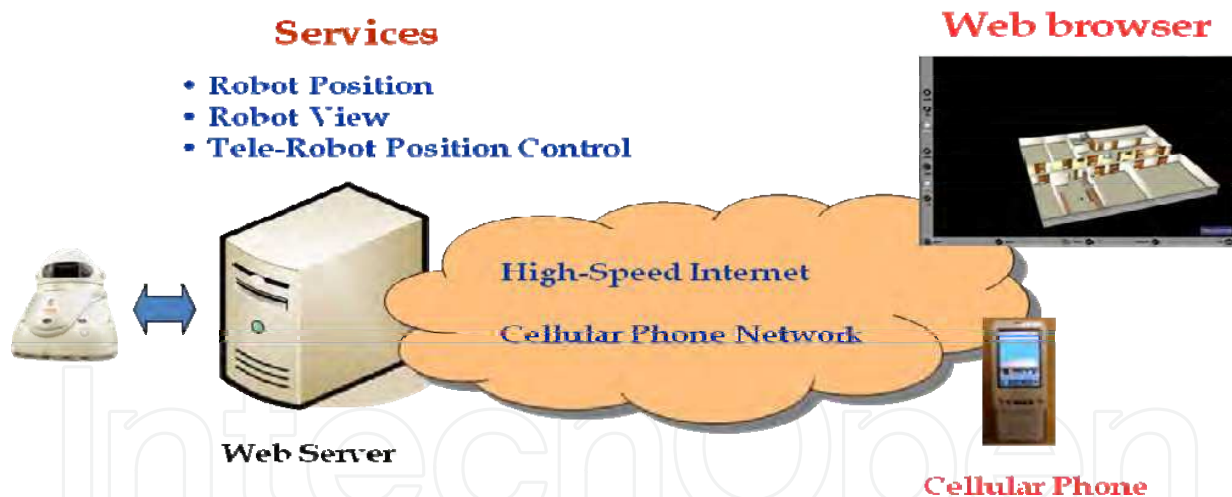 Services
Web browser
• Robot Position
• Robot View
• Tele-Robot Position Control
High-Speed Internet
Cellular Phone Network
Web Server
IntechOpen
Cellular Phone